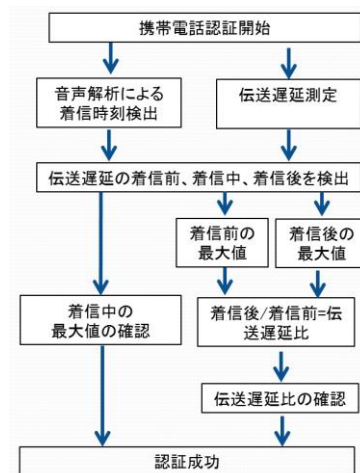 携帯電話認証開始
音声解析による
着信時刻検出
伝送遅延測定
伝送遅延の着信前、着信中、着信後を検出
着信前の
最大値
着信後の
最大値
着信中の
最大値の確認
着信後/着信前=伝
送遅延比
伝送遅延比の確認
認証成功